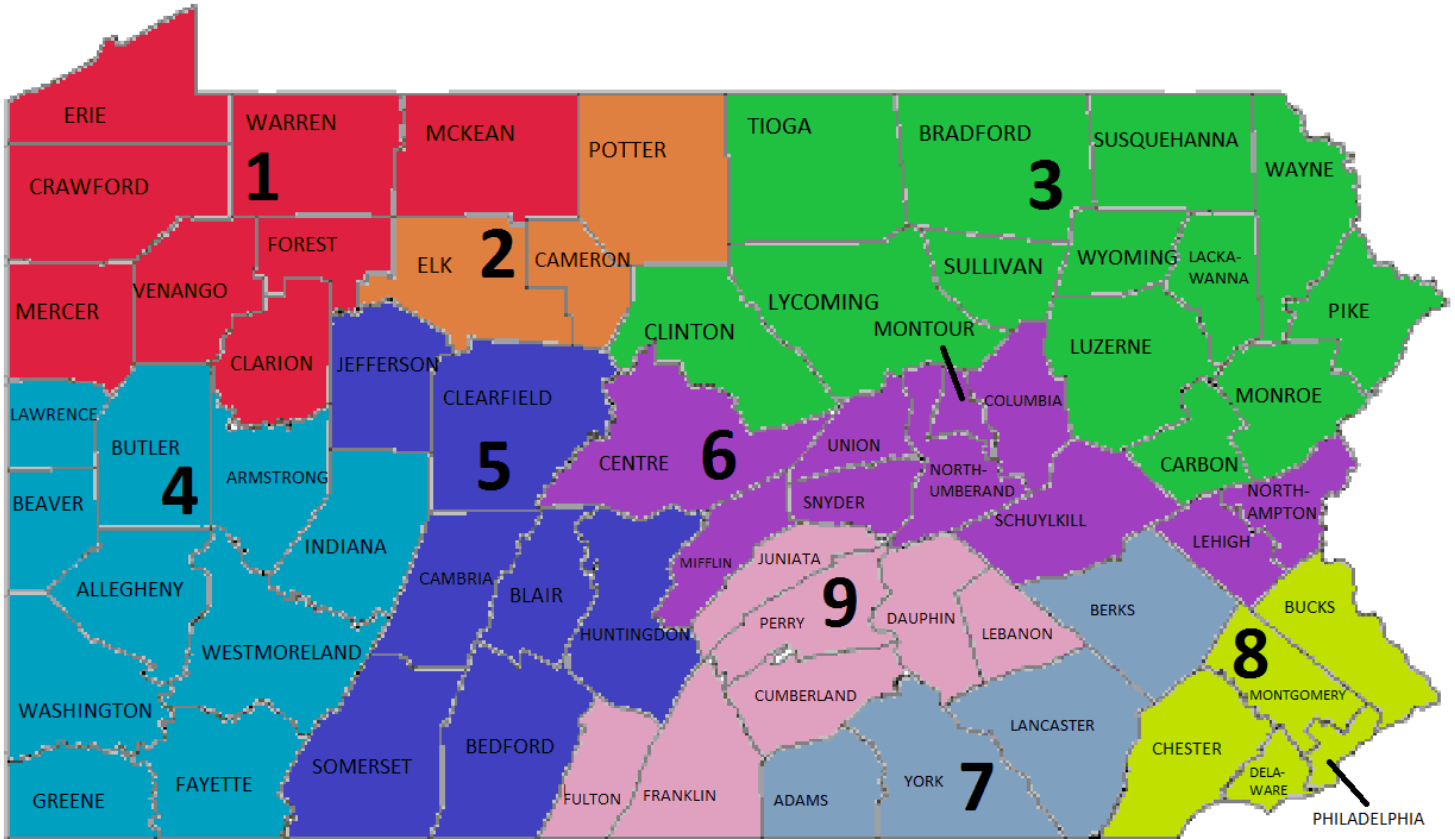 ERIE
WARREN
MCKEAN
POTTER
TIOGA
BRADFORD
SUSQUEHANNA
WAYNE
CRAWFORD
1
3
FOREST
ELK
2
CAMERON
SULLIVAN
WYOMING
LACKA-
WANNA
MERCER
VENANGO
LYCOMING
PIKE
CLINTON
MONTOUR
LUZERNE
CLARION
JEFFERSON
CLEARFIELD
COLUMBIA
MONROE
LAWRENCE
BUTLER
UNION
CENTRE
6
5
4
ARMSTRONG
NORTH-
UMBERAND
CARBON
BEAVER
SNYDER
SCHUYLKILL
NORTH-
AMPTON
LEHIGH
INDIANA
ALLEGHENY
CAMBRIA
BLAIR
MIFFLIN
JUNIATA
9
PERRY
DAUPHIN
LEBANON
BERKS
BUCKS
HUNTINGDON
WESTMORELAND
8
CUMBERLAND
MONTGOMERY
WASHINGTON
LANCASTER
CHESTER
BEDFORD
SOMERSET
GREENE
FAYETTE
FULTON
FRANKLIN
ADAMS
YORK
7
DELA-
WARE
PHILADELPHIA